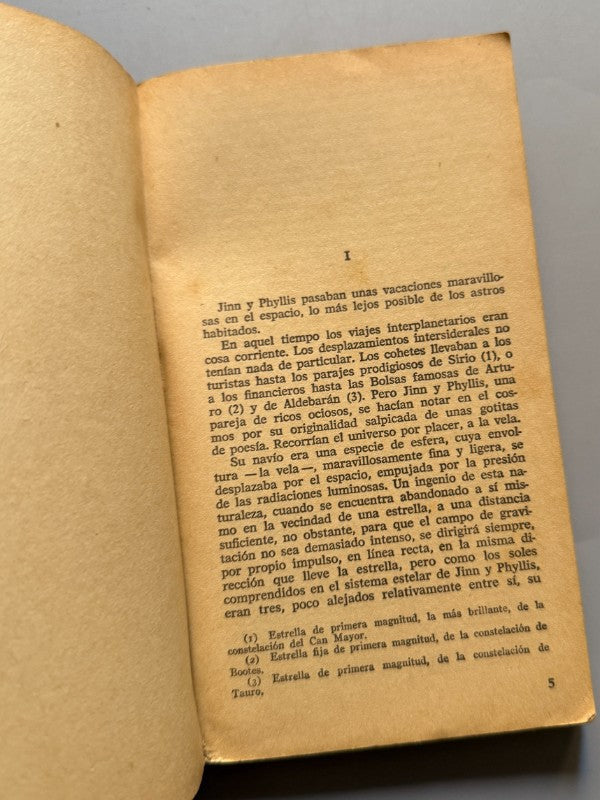 I
Jinn y Phyllis pasaban unas vacaciones maravillo-
sas en el espacio, lo más lejos posible de los astros
habitados.
En aquel tiempo los viajes interplanetarios eran
cosa corriente. Los desplazamientos intersiderales no
tenían nada de particular. Los cohetes llevaban a los
turistas hasta los parajes prodigiosos de Sirio (1), o
a los financieros hasta las Bolsas famosas de Artu-
ro (2) y de Aldebarán (3). Pero Jinn y Phyllis, una
pareja de ricos ociosos, se hacían notar en el cos-
mos por su originalidad salpicada de unas gotitas
de poesía. Recorrían el universo por placer, a la vela.
Su navío era una especie de esfera, cuya envol-
tura —la vela—, maravillosamente fina y ligera, se
desplazaba por el espacio, empujada por la presión
de las radiaciones luminosas. Un ingenio de esta na-
turaleza, cuando se encuentra abandonado a sí mis-
mo en la vecindad de una estrella, a una distancia
suficiente, no obstante, para que el campo de gravi-
tación no sea demasiado intenso, se dirigirá siempre,
por propio impulso, en línea recta, en la misma di-
rección que lleve la estrella, pero como los soles
comprendidos en el sistema estelar de Jinn y Phyllis,
eran tres, poco alejados relativamente entre sí, su
(1) Estrella de primera magnitud, la más brillante, de la
constelación del Can Mayor.
(2) Estrella fija de primera magnitud, de la constelación de
Bootes.
(3) Estrella de primera magnitud, de la constelación de
Tauro,
5